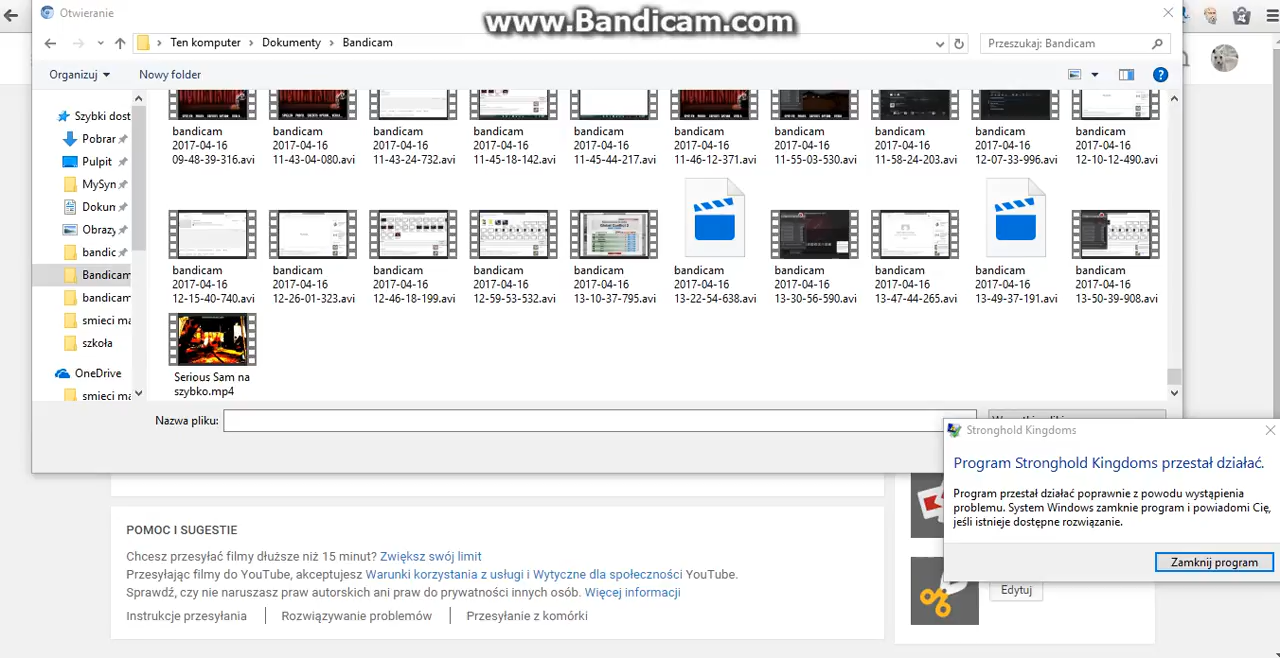 Otwieranie
www.Bandicam.com
Ten komputer > Dokumenty > Bandicam
Przeszukaj: Bandicam
Organizuj
Nowy folder
Szybki dost
Pobrar
Pulpit
MySyn
Dokun
Obrazy
bandic
Bandicam
bandicam
smieci ma
szkoła
OneDrive
smieci ma
bandicam 2017-04-16 09-48-39-316.avi
bandicam 2017-04-16 11-43-04-080.avi
bandicam 2017-04-16 11-43-24-732.avi
bandicam 2017-04-16 11-45-18-142.avi
bandicam 2017-04-16 11-45-44-217.avi
bandicam 2017-04-16 11-46-12-371.avi
bandicam 2017-04-16 11-55-03-530.avi
bandicam 2017-04-16 11-58-24-203.avi
bandicam 2017-04-16 12-07-33-996.avi
bandicam 2017-04-16 12-10-12-490.avi
bandicam 2017-04-16 12-15-40-740.avi
bandicam 2017-04-16 12-26-01-323.avi
bandicam 2017-04-16 12-46-18-199.avi
bandicam 2017-04-16 12-59-53-532.avi
bandicam 2017-04-16 13-10-37-795.avi
bandicam 2017-04-16 13-22-54-638.avi
bandicam 2017-04-16 13-30-56-590.avi
bandicam 2017-04-16 13-47-44-265.avi
bandicam 2017-04-16 13-49-37-191.avi
bandicam 2017-04-16 13-50-39-908.avi
Serious Sam na
szybko.mp4
Nazwa pliku:
Stronghold Kingdoms
Program Stronghold Kingdoms przestał działać.
Program przestał działać poprawnie z powodu wystąpienia
problemu. System Windows zamknie program i powiadomi Cię,
jeśli istnieje dostępne rozwiązanie.
Zamknij program
Edytuj
POMOC I SUGESTIE
Chcesz przesyłać filmy dłuższe niż 15 minut? Zwiększ swój limit
Przesyłając filmy do YouTube, akceptujesz Warunki korzystania z usługi i Wytyczne dla społeczności YouTube.
Sprawdź, czy nie naruszasz praw autorskich ani praw do prywatności innych osób. Więcej informacji
Instrukcje przesyłania | Rozwiązywanie problemów | Przesyłanie z komórki